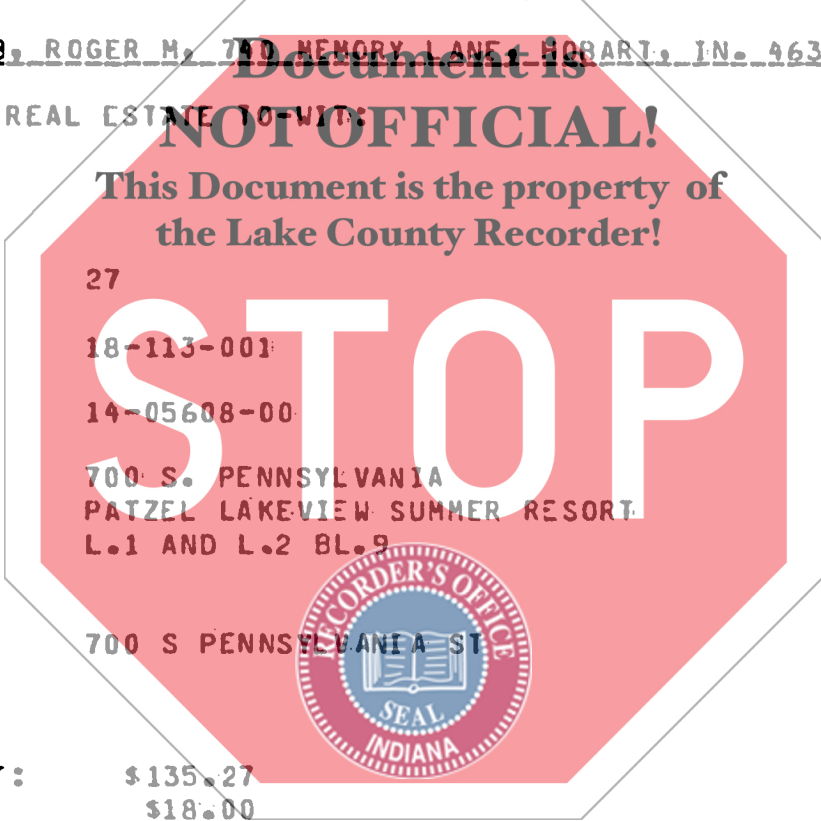 ROGER M, 740 MEMORY LANE, HOBART, IN. 463
Document is
REAL ESTATE TO-WIT:
NOT OFFICIAL!
This Document is the property of
the Lake County Recorder!
27
STOP
18-113-001
14-05608-00
700 S. PENNSYLVANIA
PATZEL LAKEVIEW SUMMER RESORT
L.1 AND L.2 BL.9
RECORDER'S OFFICE
700 S PENNSYLVANIA ST
SEAL
INDIANA
: $135.27
$18.00